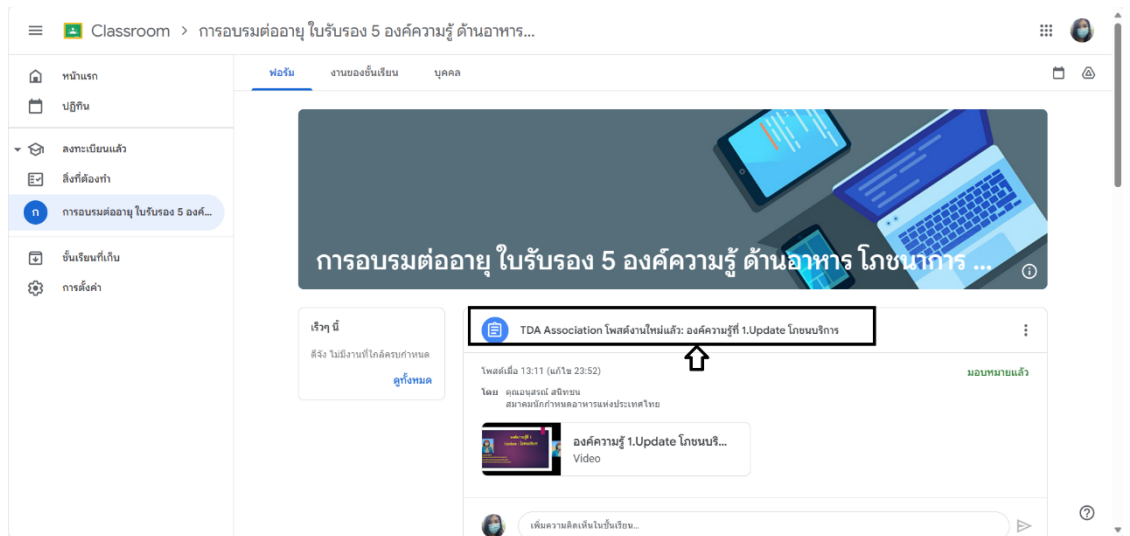 Classroom > การอบรมต่ออายุ ใบรับรอง 5 องค์ความรู้ ด้านอาหาร...
หน้าแรก
ปฏิทิน
ลงทะเบียนแล้ว
สิ่งที่ต้องทำ
ก การอบรมต่ออายุ ใบรับรอง 5 องค์...
ชั้นเรียนที่เก็บ
การตั้งค่า
ฟอรัม งานของชั้นเรียน บุคคล
การอบรมต่ออายุ ใบรับรอง 5 องค์ความรู้ ด้านอาหาร โภชนาการ ...
เร็วๆ นี้
ดีจัง ไม่มีงานที่ใกล้ครบกำหนด
ดูทั้งหมด
TDA Association โพสต์งานใหม่แล้ว: องค์ความรู้ที่ 1.Update โภชนบริการ
โพสต์เมื่อ 13:11 (แก้ไข 23:52)
มอบหมายแล้ว
โดย คุณอนุสรณ์ สนิทชน
สมาคมนักกำหนดอาหารแห่งประเทศไทย
องค์ความรู้ 1.Update โภชนบริ...
Video
เพิ่มความคิดเห็นในชั้นเรียน...